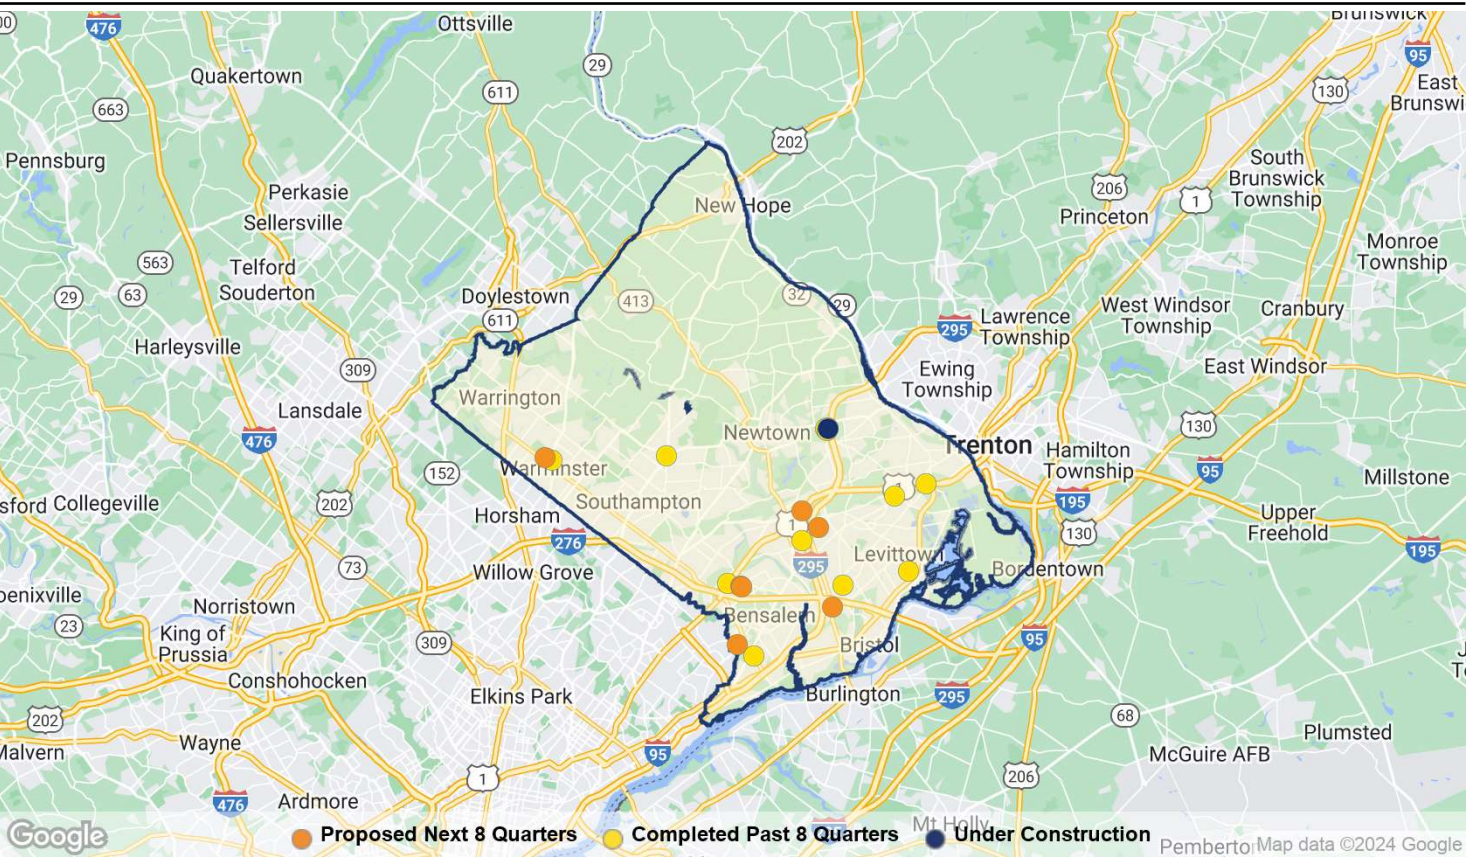 476
Ottsville
Brunswick
95
29
Quakertown
611
130
East
663
202
Pennsburg
South
Brunswick
Township
Perkasie
206
1
New Hope
Princeton
Sellersville
Monroe
Township
563
Telford
Souderton
29
63
Doylestown
413
32
29
West Windsor
Township
Cranbury
611
295
Lawrence
Township
Harleysville
309
Ewing
Township
East Windsor
Warrington
Lansdale
130
476
Newtown
Trenton
Hamilton
Township
152
Warminster
95
Millstone
Collegeville
202
Southampton
1
195
Horsham
1
Upper
Freehold
276
130
195
Levittown
73
Willow Grove
295
Bordentown
Norristown
23
Bensalem
King of
Prussia
309
Bristol
95
Conshohocken
Elkins Park
Burlington
295
202
68
Wayne
Plumsted
95
McGuire AFB
1
206
476
Ardmore
Google
Proposed Next 8 Quarters
Completed Past 8 Quarters
Mt Holly
Under Construction
Map data ©2024 Google